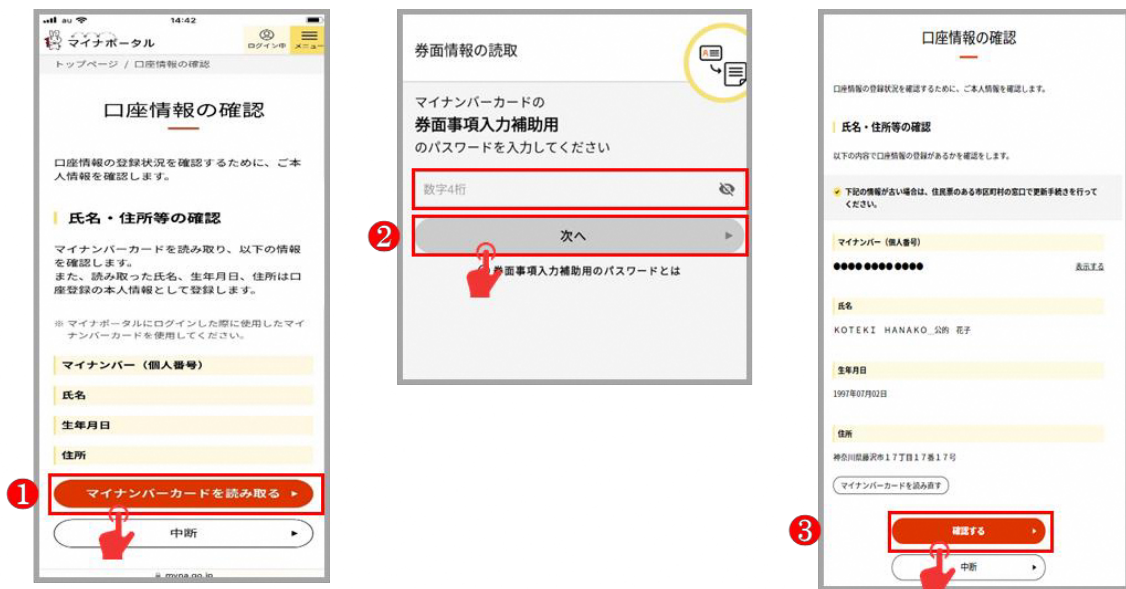 au 14:42
マイナポータル
ログイン中 メニュー
トップページ / 口座情報の確認
口座情報の確認
口座情報の登録状況を確認するために、ご本
人情報を確認します。
氏名・住所等の確認
マイナンバーカードを読み取り、以下の情報
を確認します。
また、読み取った氏名、生年月日、住所は口
座登録の本人情報として登録します。
※ マイナポータルにログインした際に使用したマイ
ナンバーカードを使用してください。
マイナンバー（個人番号）
氏名
生年月日
住所
❶
マイナンバーカードを読み取る
中断
myna.go.jp
券面情報の読取
マイナンバーカードの
券面事項入力補助用
のパスワードを入力してください
数字4桁
❷
次へ
券面事項入力補助用のパスワードとは
口座情報の確認
口座情報の登録状況を確認するために、ご本人情報を確認します。
氏名・住所等の確認
以下の内容で口座情報の登録があるかを確認をします。
下記の情報が古い場合は、住民票のある市区町村の窓口で更新手続きを行って
ください。
マイナンバー（個人番号）
●●●● ●●●● ●●●● 表示する
氏名
ＫＯＴＥＫＩ　ＨＡＮＡＫＯ＿公的　花子
生年月日
1997年07月02日
住所
神奈川県藤沢市１７丁目１７番１７号
マイナンバーカードを読み直す
❸
確認する
中断